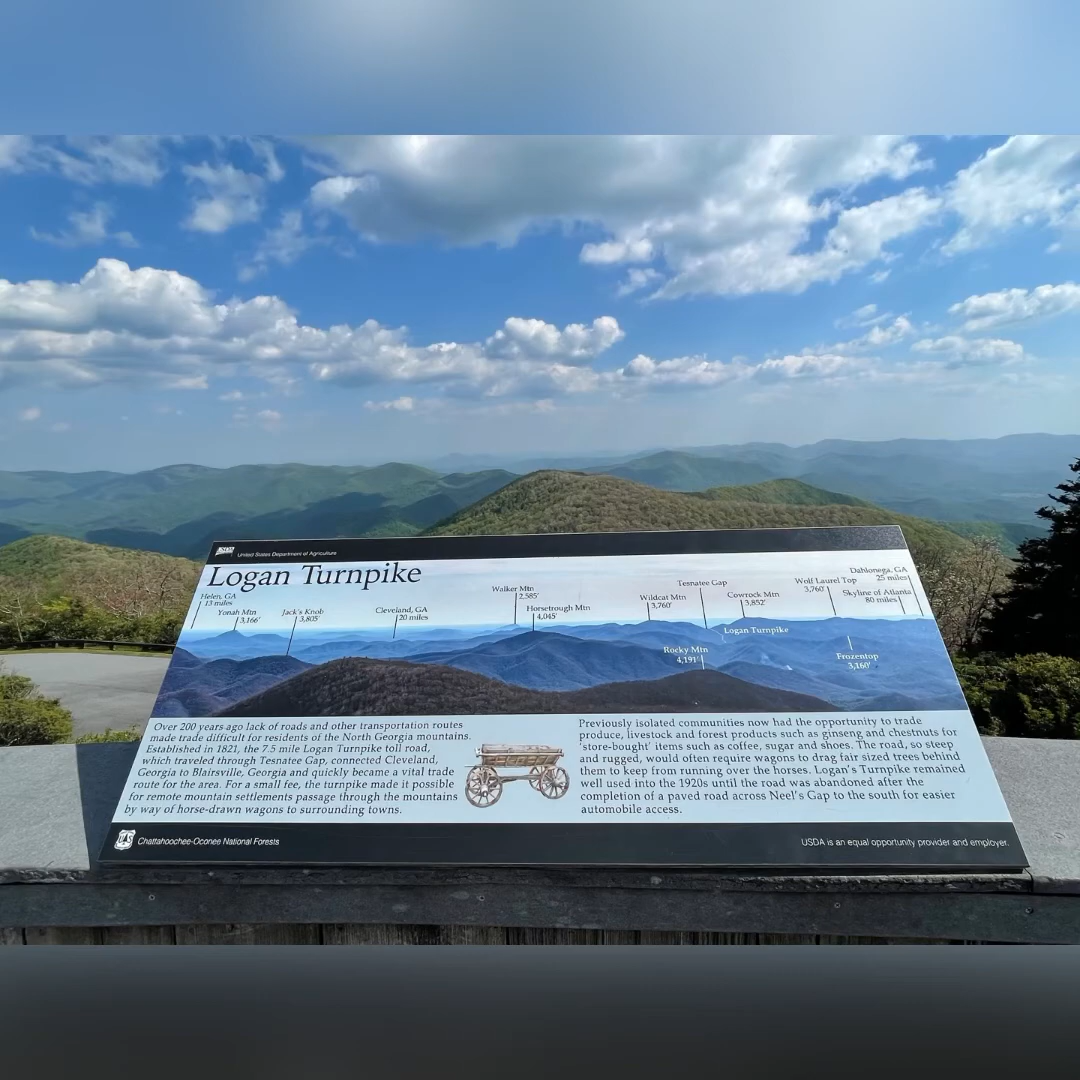 United States Department of Agriculture
Logan Turnpike
Helen, GA
13 miles
Yonah Mtn
3,166'
Jack's Knob
3,805'
Cleveland, GA
20 miles
Walker Mtn
2,585'
Horsetrough Mtn
4,045'
Wildcat Mtn
3,760'
Tesnatee Gap
Cowrock Mtn
3,852'
Wolf Laurel Top
3,760'
Dahlonega, GA
25 miles
Skyline of Atlanta
80 miles
Logan Turnpike
Rocky Mtn
4,191'
Frozentop
3,160'
Over 200 years ago lack of roads and other transportation routes
made trade difficult for residents of the North Georgia mountains.
Established in 1821, the 7.5 mile Logan Turnpike toll road,
which traveled through Tesnatee Gap, connected Cleveland,
Georgia to Blairsville, Georgia and quickly became a vital trade
route for the area. For a small fee, the turnpike made it possible
for remote mountain settlements passage through the mountains
by way of horse-drawn wagons to surrounding towns.
Previously isolated communities now had the opportunity to trade
produce, livestock and forest products such as ginseng and chestnuts for
'store-bought' items such as coffee, sugar and shoes. The road, so steep
and rugged, would often require wagons to drag fair sized trees behind
them to keep from running over the horses. Logan's Turnpike remained
well used into the 1920s until the road was abandoned after the
completion of a paved road across Neel's Gap to the south for easier
automobile access.
Chattahoochee-Oconee National Forests
USDA is an equal opportunity provider and employer.